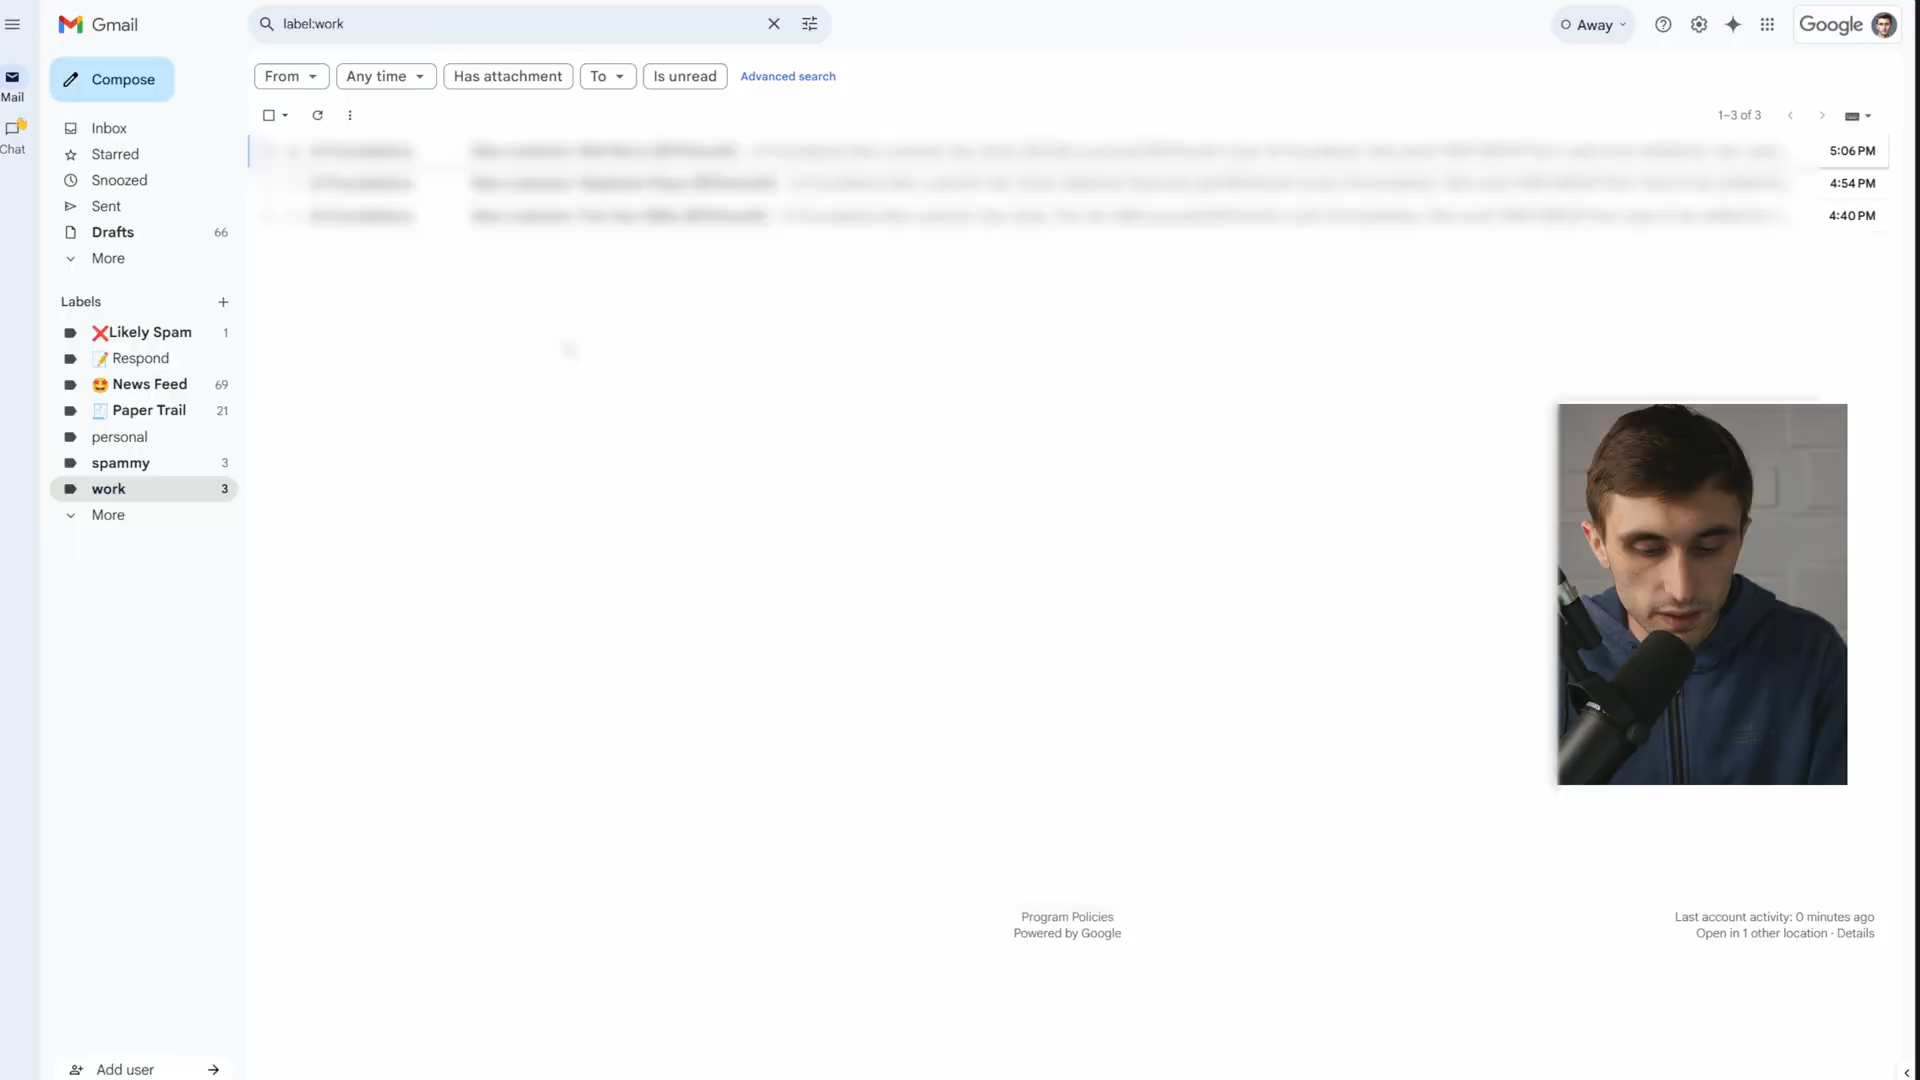 Gmail
label:work
Away
Google
Compose
From
Any time
Has attachment
To
Is unread
Advanced search
Mail
1–3 of 3
Chat
Inbox
Starred
Snoozed
Sent
Drafts 66
More
5:06 PM
4:54 PM
4:40 PM
Labels
❌Likely Spam 1
📝 Respond
🤩 News Feed 69
🧾 Paper Trail 21
personal
spammy 3
work 3
More
Program Policies
Powered by Google
Last account activity: 0 minutes ago
Open in 1 other location · Details
Add user